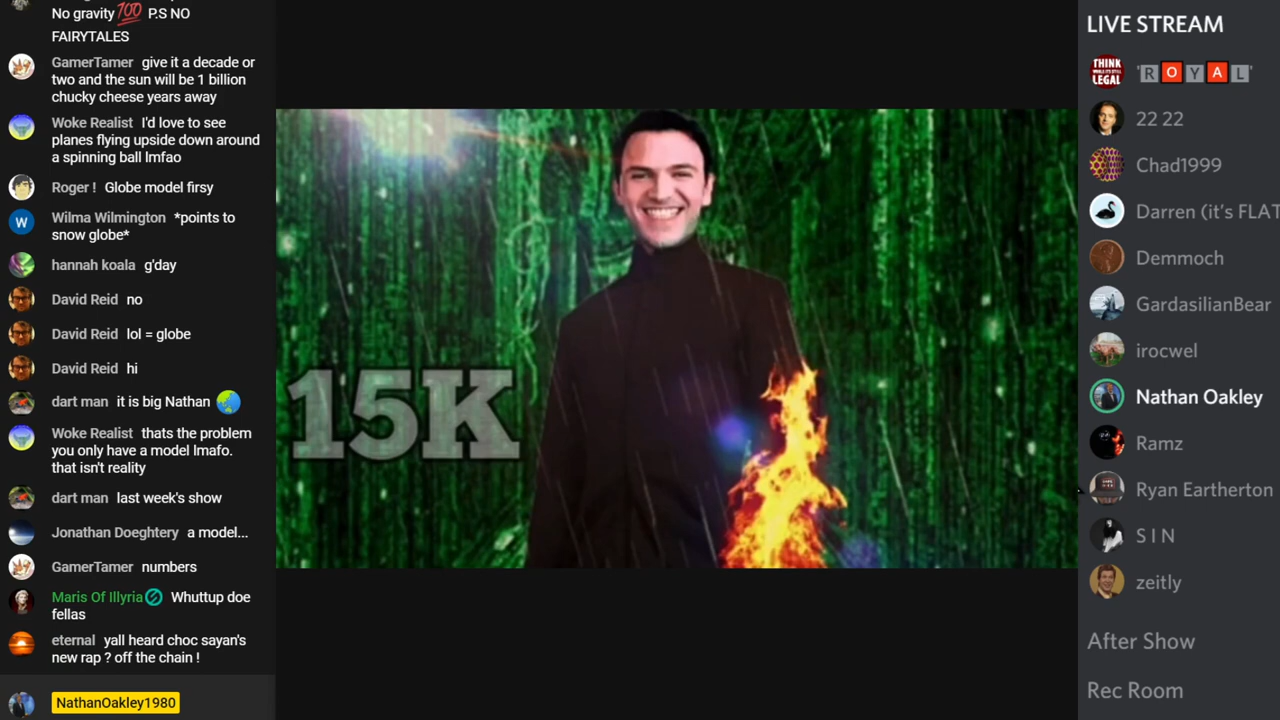 No gravity💯 P.S NO
FAIRYTALES
GamerTamer give it a decade or
two and the sun will be 1 billion
chucky cheese years away
Woke Realist I'd love to see
planes flying upside down around
a spinning ball lmfao
Roger ! Globe model firsy
Wilma Wilmington *points to
snow globe*
W
hannah koala g'day
David Reid no
David Reid lol = globe
David Reid hi
dart man it is big Nathan 🌏
Woke Realist thats the problem
you only have a model lmafo.
that isn't reality
dart man last week's show
Jonathan Doeghtery a model...
GamerTamer numbers
Maris Of Illyria Whuttup doe
fellas
eternal yall heard choc sayan's
new rap ? off the chain !
NathanOakley1980
15K
LIVE STREAM
THINK
WHILE IT'S STILL
LEGAL
'ROYAL'
22 22
Chad1999
Darren (it's FLAT
Demmoch
GardasilianBear
irocwel
Nathan Oakley
Ramz
Ryan Eartherton
S I N
zeitly
After Show
Rec Room